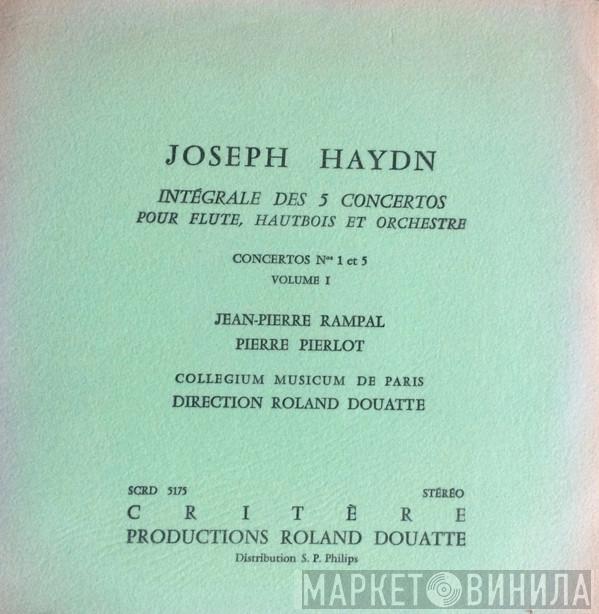 JOSEPH HAYDN
INTÉGRALE DES 5 CONCERTOS
POUR FLUTE, HAUTBOIS ET ORCHESTRE
CONCERTOS Nos 1 et 5
VOLUME I
JEAN-PIERRE RAMPAL
PIERRE PIERLOT
COLLEGIUM MUSICUM DE PARIS
DIRECTION ROLAND DOUATTE
SCRD 5175 STÉRÉO
CRITÈRE
PRODUCTIONS ROLAND DOUATTE
Distribution S. P. Philips
МАРКЕТ ВИНИЛА